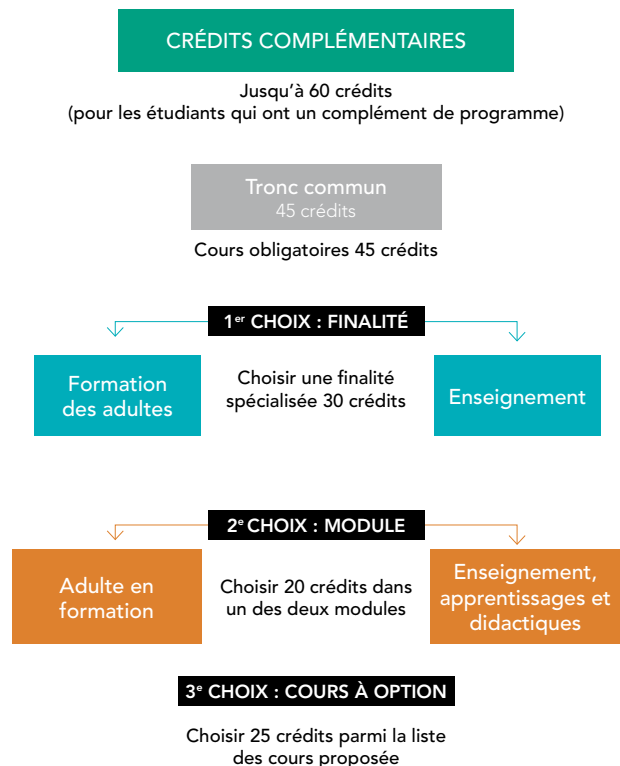 CRÉDITS COMPLÉMENTAIRES
Jusqu'à 60 crédits
(pour les étudiants qui ont un complément de programme)
Tronc commun
45 crédits
Cours obligatoires 45 crédits
1er CHOIX : FINALITÉ
Formation
des adultes
Choisir une finalité
spécialisée 30 crédits
Enseignement
2e CHOIX : MODULE
Adulte en
formation
Choisir 20 crédits dans
un des deux modules
Enseignement,
apprentissages et
didactiques
3e CHOIX : COURS À OPTION
Choisir 25 crédits parmi la liste
des cours proposée